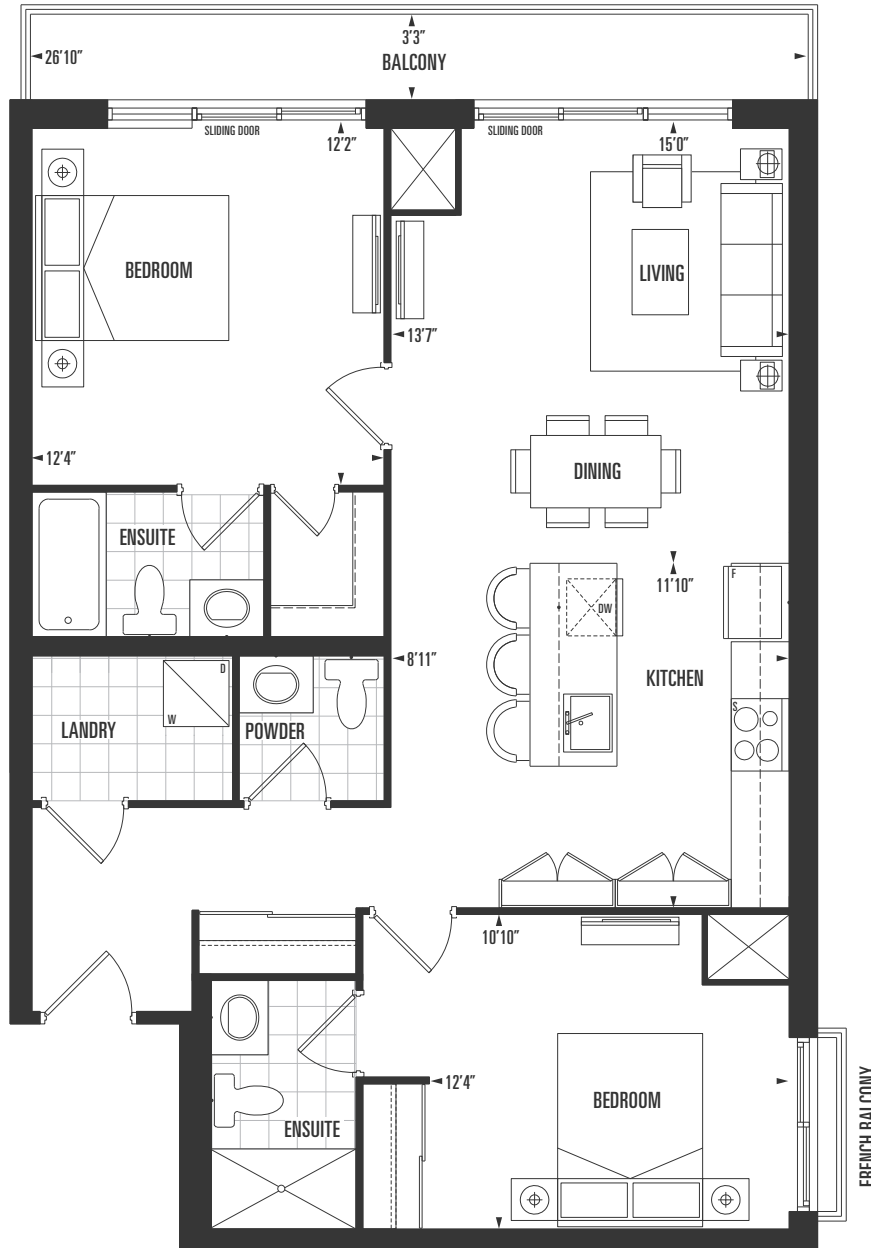 3'3"
26'10"
BALCONY
SLIDING DOOR
12'2"
SLIDING DOOR
15'0"
BEDROOM
LIVING
13'7"
12'4"
DINING
ENSUITE
F
11'10"
DW
8'11"
D
KITCHEN
W
LANDRY
POWDER
S
10'10"
12'4"
BEDROOM
ENSUITE
FRENCH BALCONY